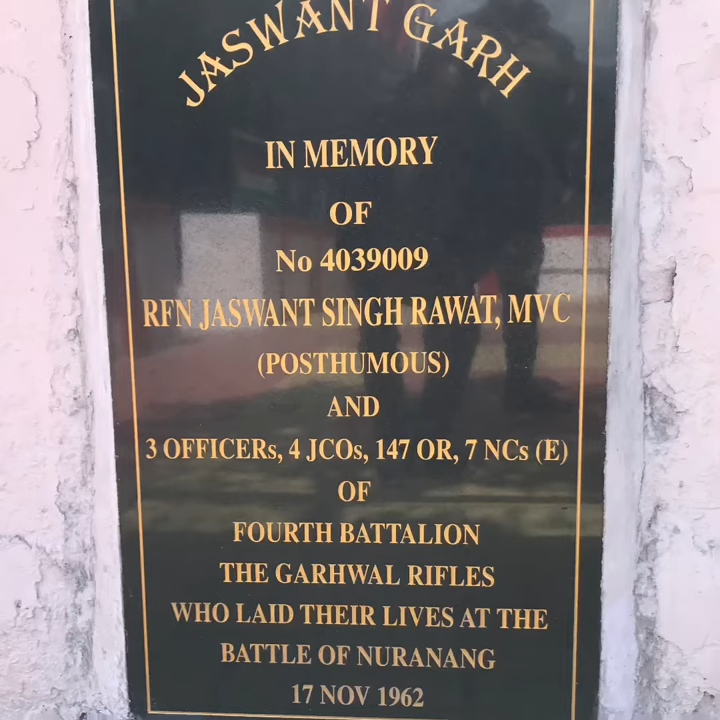 JASWANT GARH
IN MEMORY
OF
No 4039009
RFN JASWANT SINGH RAWAT, MVC
(POSTHUMOUS)
AND
3 OFFICERs, 4 JCOs, 147 OR, 7 NCs (E)
OF
FOURTH BATTALION
THE GARHWAL RIFLES
WHO LAID THEIR LIVES AT THE
BATTLE OF NURANANG
17 NOV 1962